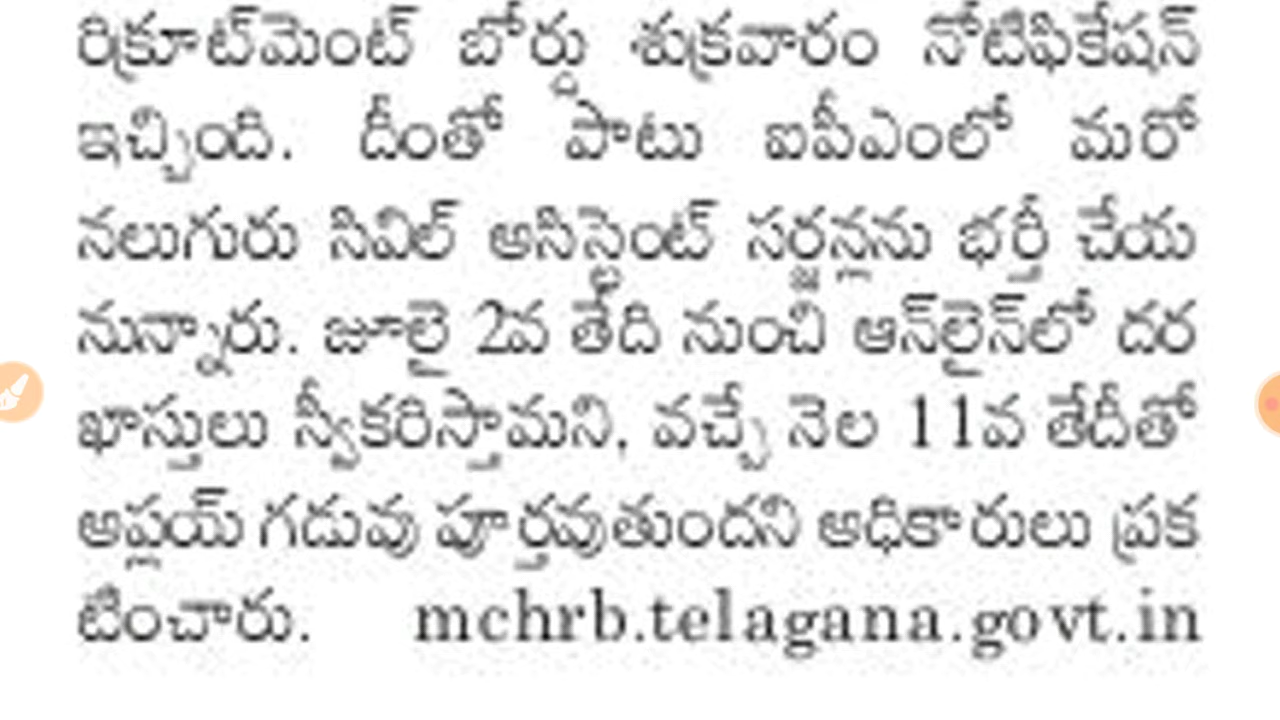 రిక్రూట్‌మెంట్ బోర్డు శుక్రవారం నోటిఫికేషన్
ఇచ్చింది. దీంతో పాటు ఐపీఎంలో మరో
నలుగురు సివిల్ అసిస్టెంట్ సర్జన్లను భర్తీ చేయ
నున్నారు. జూలై 2వ తేది నుంచి ఆన్‌లైన్‌లో దర
ఖాస్తులు స్వీకరిస్తామని, వచ్చే నెల 11వ తేదీతో
అప్లయ్ గడువు పూర్తవుతుందని అధికారులు ప్రక
టించారు. mchrb.telagana.govt.in